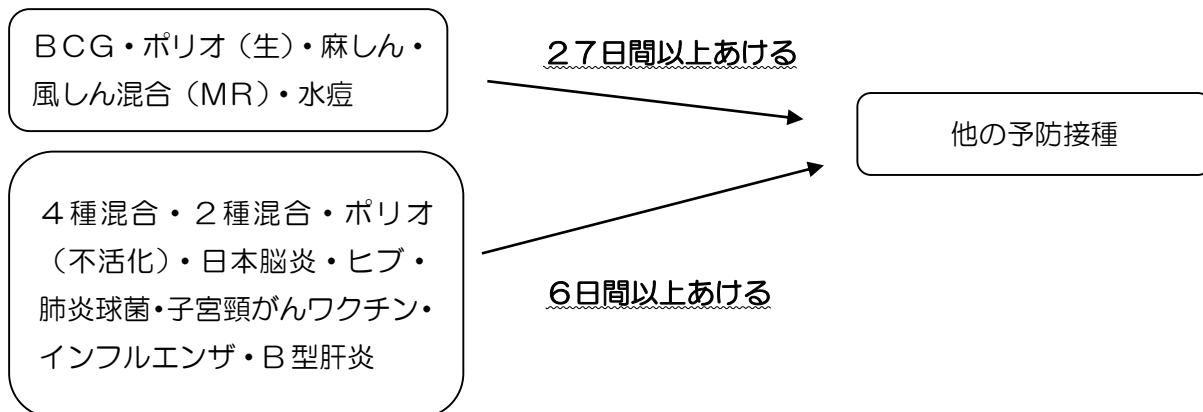 ＢＣＧ・ポリオ（生）・麻しん・
風しん混合（ＭＲ）・水痘
２７日間以上あける
他の予防接種
４種混合・２種混合・ポリオ
（不活化）・日本脳炎・ヒブ・
肺炎球菌・子宮頸がんワクチン・
インフルエンザ・Ｂ型肝炎
６日間以上あける